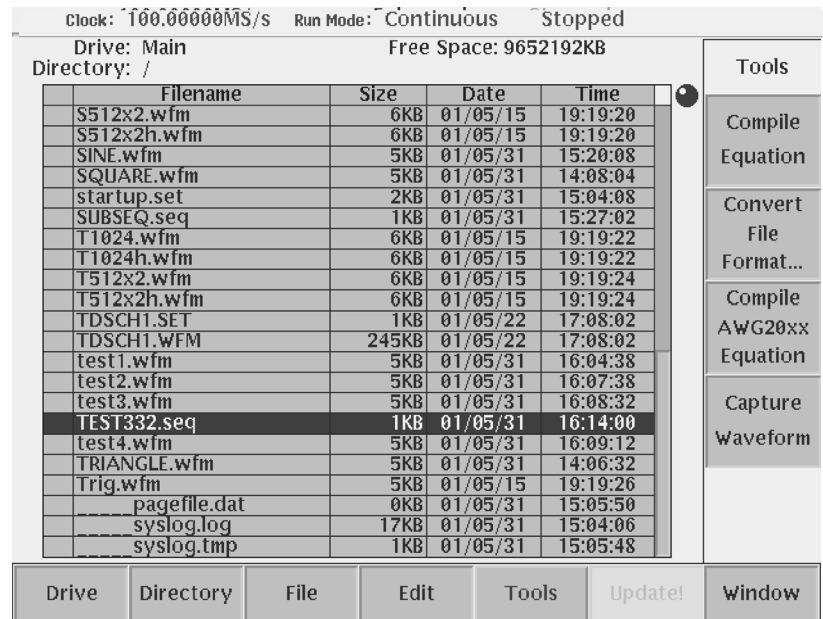 Clock: 100.00000MS/s Run Mode: Continuous Stopped
Drive: Main Free Space: 9652192KB
Directory: /
Filename Size Date Time
S512x2.wfm 6KB 01/05/15 19:19:20
S512x2h.wfm 6KB 01/05/15 19:19:20
SINE.wfm 5KB 01/05/31 15:20:08
SQUARE.wfm 5KB 01/05/31 14:08:04
startup.set 2KB 01/05/31 15:04:08
SUBSEQ.seq 1KB 01/05/31 15:27:02
T1024.wfm 6KB 01/05/15 19:19:22
T1024h.wfm 6KB 01/05/15 19:19:22
T512x2.wfm 6KB 01/05/15 19:19:24
T512x2h.wfm 6KB 01/05/15 19:19:24
TDSCH1.SET 1KB 01/05/22 17:08:02
TDSCH1.WFM 245KB 01/05/22 17:08:02
test1.wfm 5KB 01/05/31 16:04:38
test2.wfm 5KB 01/05/31 16:07:38
test3.wfm 5KB 01/05/31 16:08:32
TEST332.seq 1KB 01/05/31 16:14:00
test4.wfm 5KB 01/05/31 16:09:12
TRIANGLE.wfm 5KB 01/05/31 14:06:32
Trig.wfm 5KB 01/05/15 19:19:26
_____pagefile.dat 0KB 01/05/31 15:05:50
_____syslog.log 17KB 01/05/31 15:04:06
_____syslog.tmp 1KB 01/05/31 15:05:48
Tools
Compile
Equation
Convert
File
Format...
Compile
AWG20xx
Equation
Capture
Waveform
Drive Directory File Edit Tools Update! Window